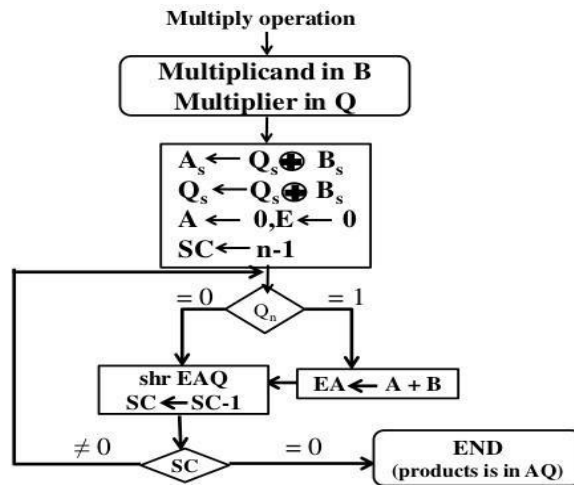 Multiply operation
Multiplicand in B
Multiplier in Q
Aₛ ← Qₛ ⊕ Bₛ
Qₛ ← Qₛ ⊕ Bₛ
A ← 0,E ← 0
SC ← n-1
= 0
= 1
Qₙ
shr EAQ
SC ← SC-1
EA ← A + B
≠ 0
SC
= 0
END
(products is in AQ)